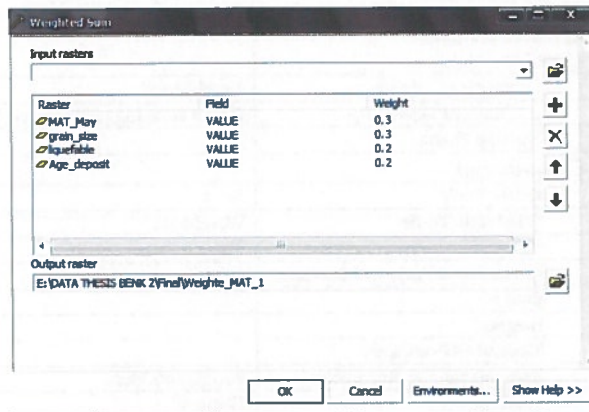 Weighted Sum
Input rasters
Raster Field Weight
MAT_May VALUE 0.3
grain_size VALUE 0.3
liquefable VALUE 0.2
Age_deposit VALUE 0.2
Output raster
E:\DATA THESIS BENK 2\Final\Weighte_MAT_1
OK Cancel Environments... Show Help >>